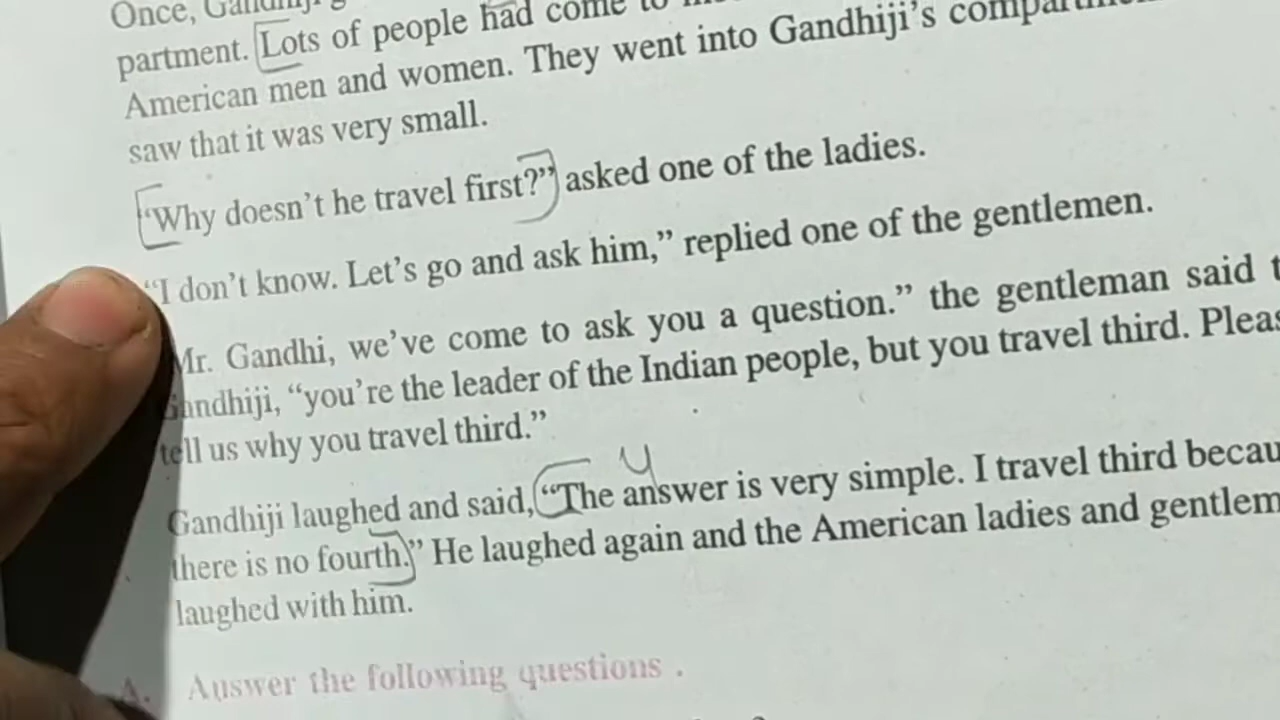 Once, Gandhiji
partment. Lots of people had come to
American men and women. They went into Gandhiji's
saw that it was very small.
“Why doesn't he travel first?” asked one of the ladies.
“I don't know. Let's go and ask him,” replied one of the gentlemen.
Mr. Gandhi, we've come to ask you a question.” the gentleman said
Gandhiji, “you're the leader of the Indian people, but you travel third.
tell us why you travel third.”
y
Gandhiji laughed and said, “The answer is very simple. I travel third
there is no fourth.” He laughed again and the American ladies and
laughed with him.
A. Answer the following questions .